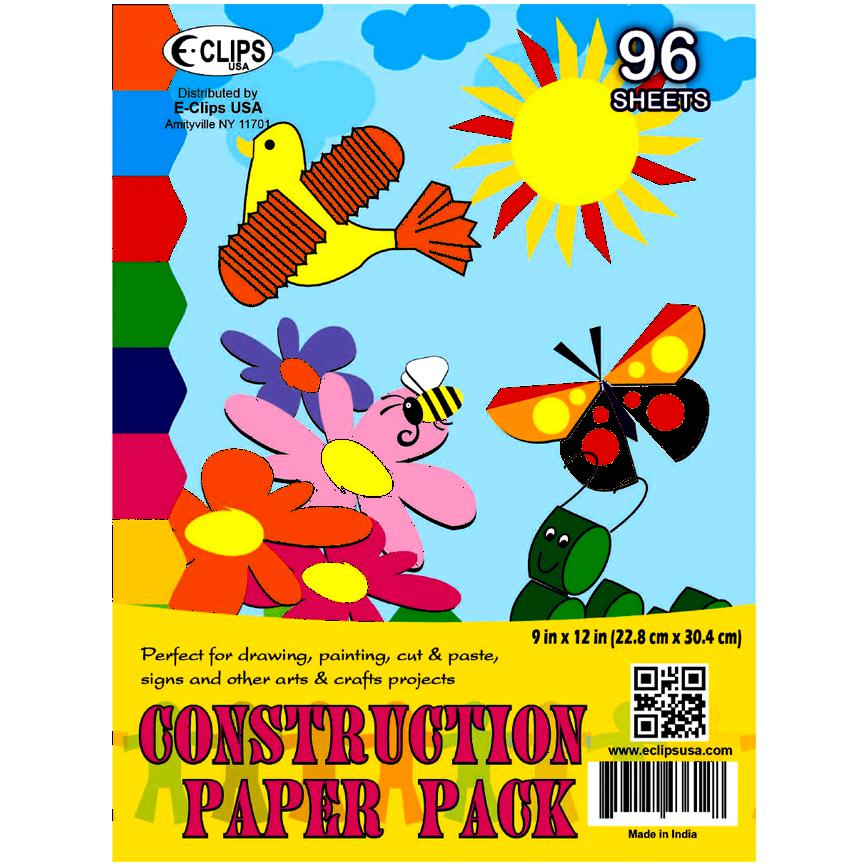 E·CLIPS
USA
Distributed by
E-Clips USA
Amityville NY 11701
96
SHEETS
9 in x 12 in (22.8 cm x 30.4 cm)
Perfect for drawing, painting, cut & paste,
signs and other arts & crafts projects
CONSTRUCTION
PAPER PACK
www.eclipsusa.com
Made in India